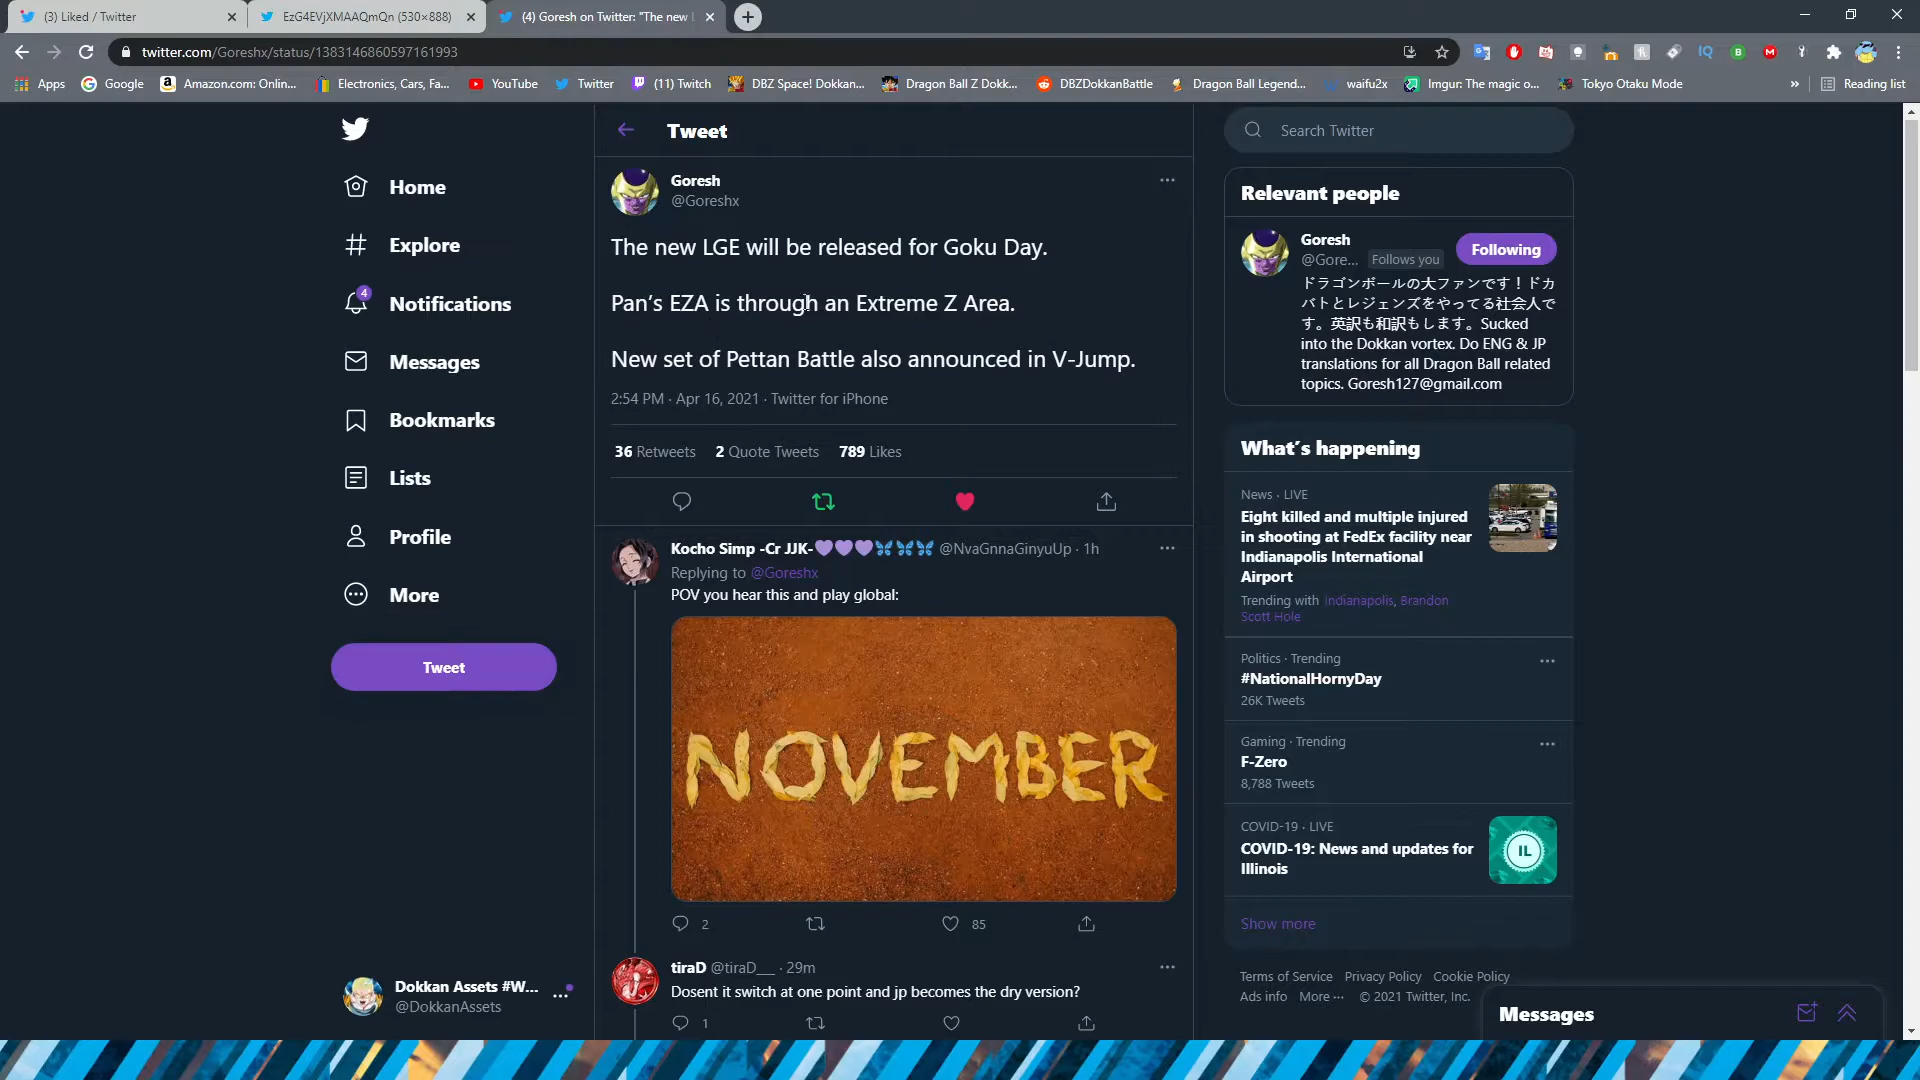 (3) Liked / Twitter
EzG4EVjXMAAQmQn (530×888)
(4) Goresh on Twitter: "The new L
twitter.com/Goreshx/status/1383146860597161993
Apps
Google
Amazon.com: Onlin...
Electronics, Cars, Fa...
YouTube
Twitter
(11) Twitch
DBZ Space! Dokkan...
Dragon Ball Z Dokk...
DBZDokkanBattle
Dragon Ball Legend...
waifu2x
Imgur: The magic o...
Tokyo Otaku Mode
»
Reading list
Home
Explore
4
Notifications
Messages
Bookmarks
Lists
Profile
More
Tweet
Dokkan Assets #W...
@DokkanAssets
Tweet
Goresh
@Goreshx
The new LGE will be released for Goku Day.
Pan's EZA is through an Extreme Z Area.
New set of Pettan Battle also announced in V-Jump.
2:54 PM · Apr 16, 2021 · Twitter for iPhone
36 Retweets 2 Quote Tweets 789 Likes
Kocho Simp -Cr JJK-💜💜💜🦋🦋🦋 @NvaGnnaGinyuUp · 1h
Replying to @Goreshx
POV you hear this and play global:
NOVEMBER
2
85
tiraD @tiraD__ · 29m
Dosent it switch at one point and jp becomes the dry version?
1
Search Twitter
Relevant people
Goresh
@Gore... Follows you
Following
ドラゴンボールの大ファンです！ドカ
バトとレジェンズをやってる社会人で
す。英訳も和訳もします。Sucked
into the Dokkan vortex. Do ENG & JP
translations for all Dragon Ball related
topics. Goresh127@gmail.com
What's happening
News · LIVE
Eight killed and multiple injured
in shooting at FedEx facility near
Indianapolis International
Airport
Trending with Indianapolis, Brandon
Scott Hole
Politics · Trending
#NationalHornyDay
26K Tweets
Gaming · Trending
F-Zero
8,788 Tweets
COVID-19 · LIVE
COVID-19: News and updates for
Illinois
IL
Show more
Terms of Service Privacy Policy Cookie Policy
Ads info More ··· © 2021 Twitter, Inc.
Messages